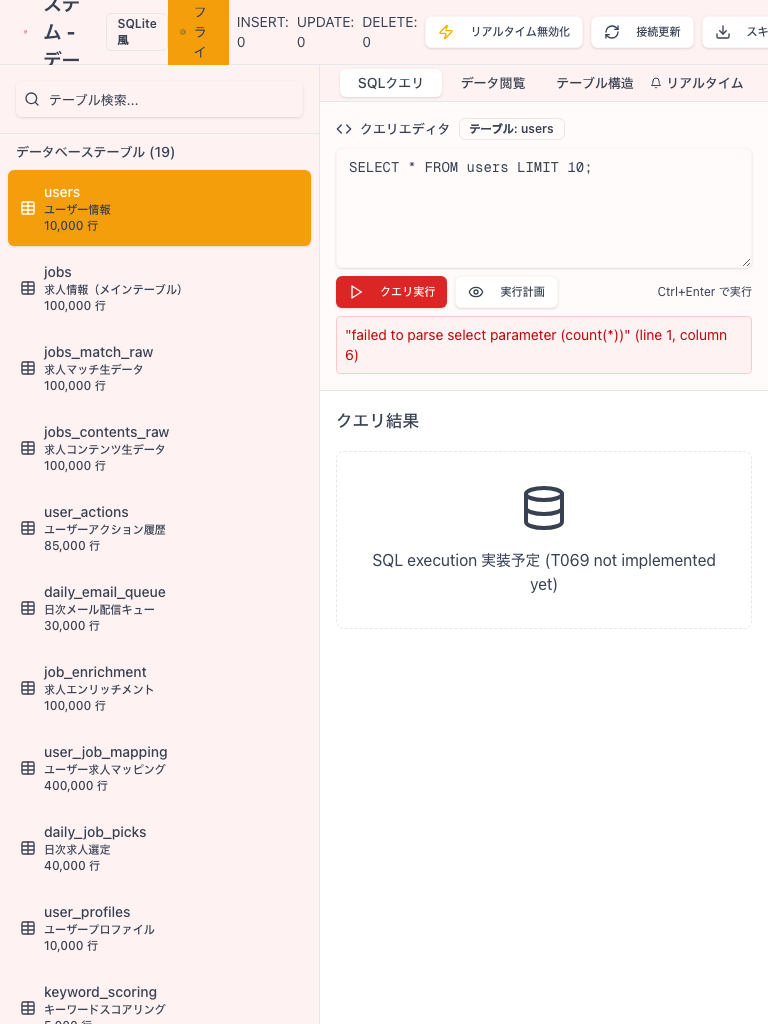 ステ
ム -
デー
SQLite
風
フ
ラ
イ
INSERT:
0
UPDATE:
0
DELETE:
0
リアルタイム無効化
接続更新
スキ
テーブル検索...
データベーステーブル (19)
users
ユーザー情報
10,000 行
jobs
求人情報（メインテーブル）
100,000 行
jobs_match_raw
求人マッチ生データ
100,000 行
jobs_contents_raw
求人コンテンツ生データ
100,000 行
user_actions
ユーザーアクション履歴
85,000 行
daily_email_queue
日次メール配信キュー
30,000 行
job_enrichment
求人エンリッチメント
100,000 行
user_job_mapping
ユーザー求人マッピング
400,000 行
daily_job_picks
日次求人選定
40,000 行
user_profiles
ユーザープロファイル
10,000 行
keyword_scoring
キーワードスコアリング
5,000 行
SQLクエリ
データ閲覧
テーブル構造
リアルタイム
クエリエディタ
テーブル: users
SELECT * FROM users LIMIT 10;
クエリ実行
実行計画
Ctrl+Enter で実行
"failed to parse select parameter (count(*))" (line 1, column
6)
クエリ結果
SQL execution 実装予定 (T069 not implemented
yet)